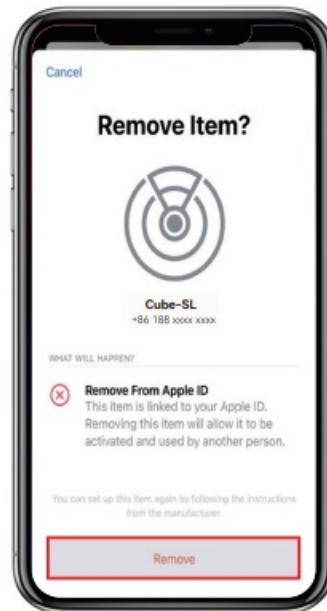 Cancel
Remove Item?
Cube-SL
+86 188 xxxx xxxx
WHAT WILL HAPPEN?
Remove From Apple ID
This item is linked to your Apple ID.
Removing this item will allow it to be
activated and used by another person.
You can set up this item again by following the instructions
from the manufacturer.
Remove